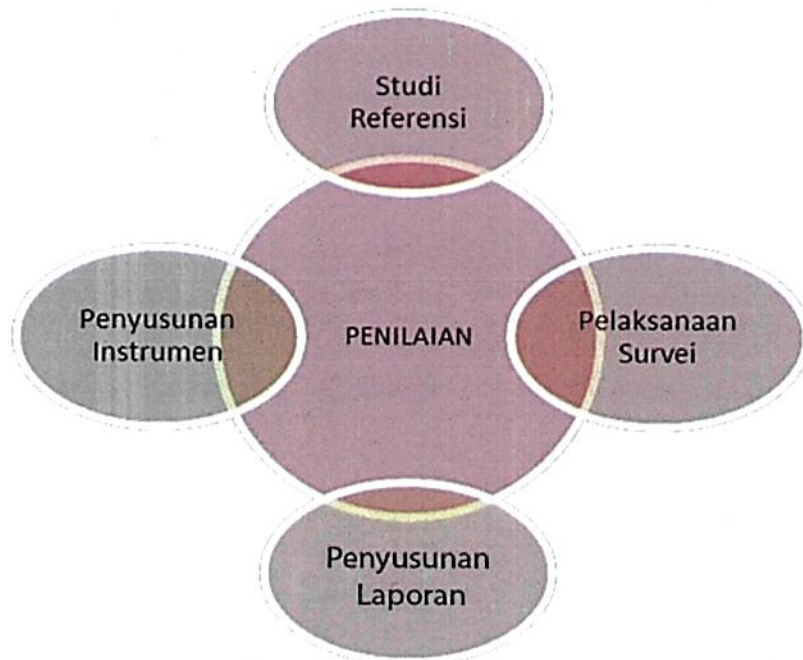 Studi
Referensi
Penyusunan
Instrumen
PENILAIAN
Pelaksanaan
Survei
Penyusunan
Laporan